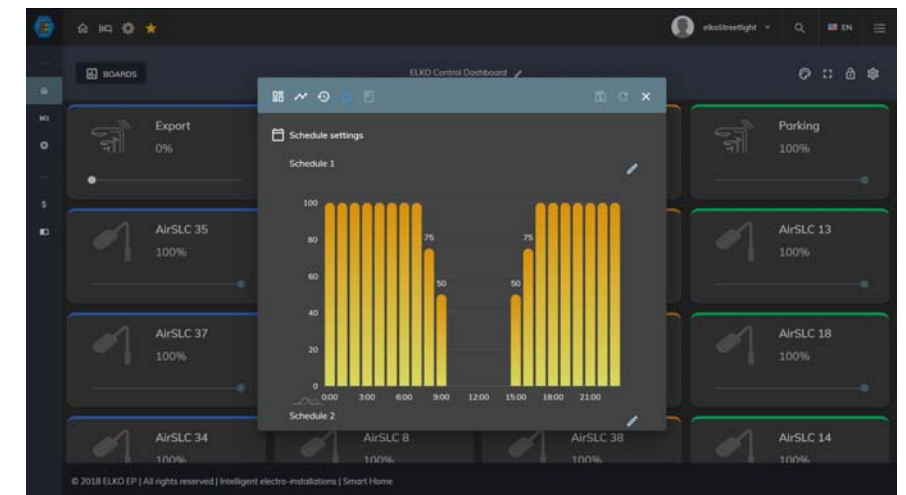 elkoStreetlight
EN
BOARDS
ELKO Control Dashboard
Export
0%
Parking
100%
Schedule settings
Schedule 1
100
80
60
40
20
0
75
50
50
75
0:00 3:00 6:00 9:00 12:00 15:00 18:00 21:00
Schedule 2
AirSLC 35
100%
AirSLC 13
100%
AirSLC 37
100%
AirSLC 18
100%
AirSLC 34
100%
AirSLC 8
100%
AirSLC 38
100%
AirSLC 14
100%
© 2018 ELKO EP | All rights reserved | Intelligent electro-installations | Smart Home